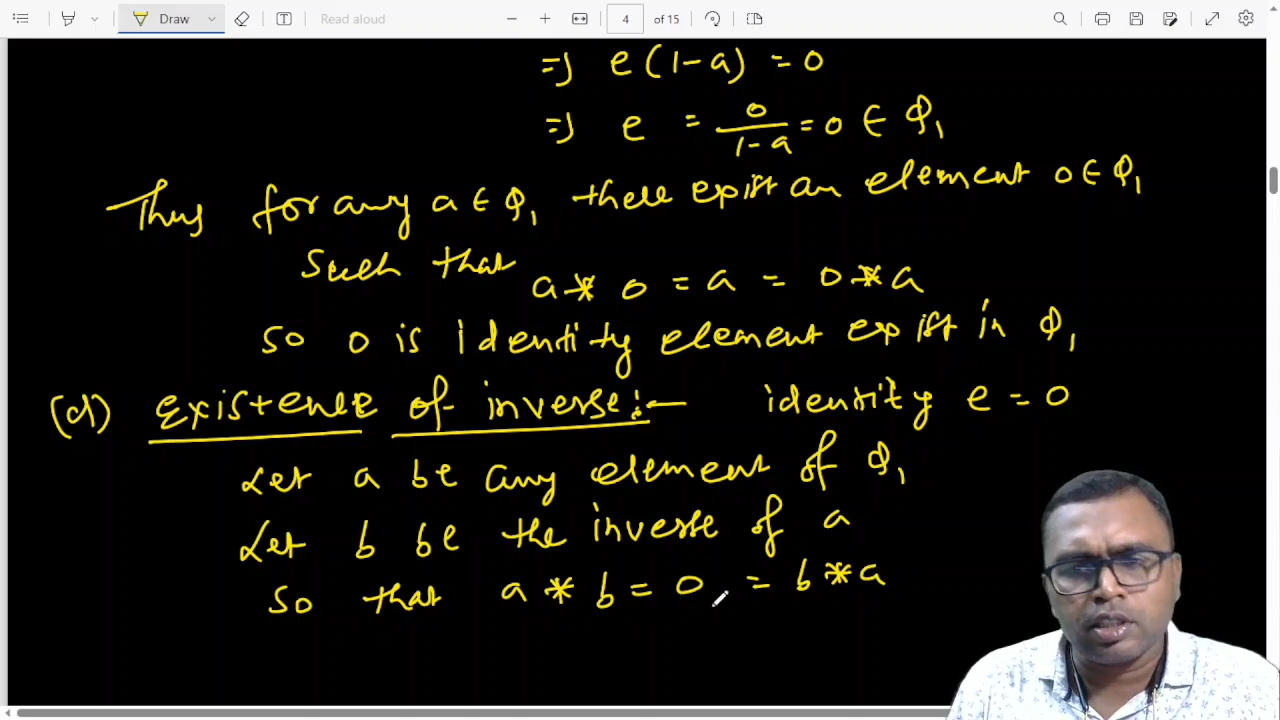 Draw
Read aloud
4 of 15
=) e (1-a) = 0
=) e = 0/1-a = 0 ∈ Q₁
Thus for any a ∈ Q₁ there exist an element 0 ∈ Q₁
Such that
a * 0 = a = 0 * a
So 0 is identity element exist in Q₁
(d) Existence of inverse:- identity e = 0
Let a be any element of Q₁
Let b be the inverse of a
So that a * b = 0 = b * a